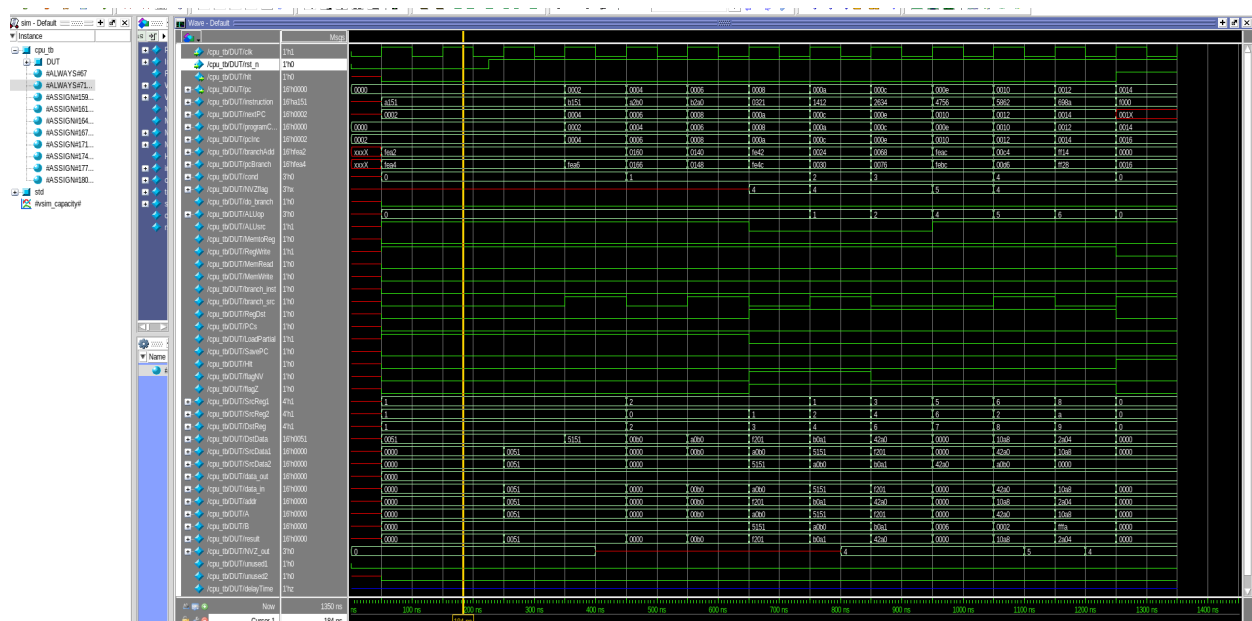 sim - Default
Wave - Default
Instance
Msgs
cpu_tb
DUT
#ALWAYS#67
#ALWAYS#71...
#ASSIGN#159...
#ASSIGN#161...
#ASSIGN#164...
#ASSIGN#167...
#ASSIGN#171...
#ASSIGN#174...
#ASSIGN#177...
#ASSIGN#180...
std
#vsim_capacity#
Name
/cpu_tb/DUT/clk 1'h1
/cpu_tb/DUT/rst_n 1'h0
/cpu_tb/DUT/hlt 1'h0
/cpu_tb/DUT/pc 16'h0000 0000 0002 0004 0006 0008 000a 000c 000e 0010 0012 0014
/cpu_tb/DUT/instruction 16'ha151 a151 b151 a2b0 b2a0 0321 1412 2634 4756 5862 698a f000
/cpu_tb/DUT/nextPC 16'h0002 0002 0004 0006 0008 000a 000c 000e 0010 0012 0014 001X
/cpu_tb/DUT/programC... 16'h0000 0000 0002 0004 0006 0008 000a 000c 000e 0010 0012 0014
/cpu_tb/DUT/pcInc 16'h0002 0002 0004 0006 0008 000a 000c 000e 0010 0012 0014 0016
/cpu_tb/DUT/branchAdd 16'hfea2 xxxX fea2 0160 0140 fe42 0024 0068 feac 00c4 ff14 0000
/cpu_tb/DUT/pcBranch 16'hfea4 xxxX fea4 fea6 0166 0148 fe4c 0030 0076 febc 00d6 ff28 0016
/cpu_tb/DUT/cond 3'h0 0 1 2 3 4 0
/cpu_tb/DUT/NVZflag 3'hx 4 4 5 4
/cpu_tb/DUT/do_branch 1'h0
/cpu_tb/DUT/ALUop 3'h0 0 1 2 4 5 6 0
/cpu_tb/DUT/ALUsrc 1'h1
/cpu_tb/DUT/MemtoReg 1'h0
/cpu_tb/DUT/RegWrite 1'h1
/cpu_tb/DUT/MemRead 1'h0
/cpu_tb/DUT/MemWrite 1'h0
/cpu_tb/DUT/branch_inst 1'h0
/cpu_tb/DUT/branch_src 1'h0
/cpu_tb/DUT/RegDst 1'h0
/cpu_tb/DUT/PCs 1'h0
/cpu_tb/DUT/LoadPartial 1'h1
/cpu_tb/DUT/SavePC 1'h0
/cpu_tb/DUT/Hlt 1'h0
/cpu_tb/DUT/flagNV 1'h0
/cpu_tb/DUT/flagZ 1'h0
/cpu_tb/DUT/SrcReg1 4'h1 1 2 1 3 5 6 8 0
/cpu_tb/DUT/SrcReg2 4'h1 1 0 1 2 4 6 2 a 0
/cpu_tb/DUT/DstReg 4'h1 1 2 3 4 6 7 8 9 0
/cpu_tb/DUT/DstData 16'h0051 0051 5151 00b0 a0b0 f201 b0a1 42a0 0000 10a8 2a04 0000
/cpu_tb/DUT/SrcData1 16'h0000 0000 0051 0000 00b0 a0b0 5151 f201 0000 42a0 10a8 0000
/cpu_tb/DUT/SrcData2 16'h0000 0000 0051 0000 5151 a0b0 b0a1 42a0 a0b0 0000
/cpu_tb/DUT/data_out 16'h0000 0000
/cpu_tb/DUT/data_in 16'h0000 0000 0051 0000 00b0 a0b0 5151 f201 0000 42a0 10a8 0000
/cpu_tb/DUT/addr 16'h0000 0000 0051 0000 00b0 f201 b0a1 42a0 0000 10a8 2a04 0000
/cpu_tb/DUT/A 16'h0000 0000 0051 0000 00b0 a0b0 5151 f201 0000 42a0 10a8 0000
/cpu_tb/DUT/B 16'h0000 0000 5151 a0b0 b0a1 0006 0002 fffa 0000
/cpu_tb/DUT/result 16'h0000 0000 0051 0000 00b0 f201 b0a1 42a0 0000 10a8 2a04 0000
/cpu_tb/DUT/NVZ_out 3'h0 0 4 5 4
/cpu_tb/DUT/unused1 1'h0
/cpu_tb/DUT/unused2 1'h0
/cpu_tb/DUT/delayTime 1'hz
Now 1350 ns ns 100 ns 200 ns 300 ns 400 ns 500 ns 600 ns 700 ns 800 ns 900 ns 1000 ns 1100 ns 1200 ns 1300 ns 1400 ns
Cursor 1 184 ns 184 ns